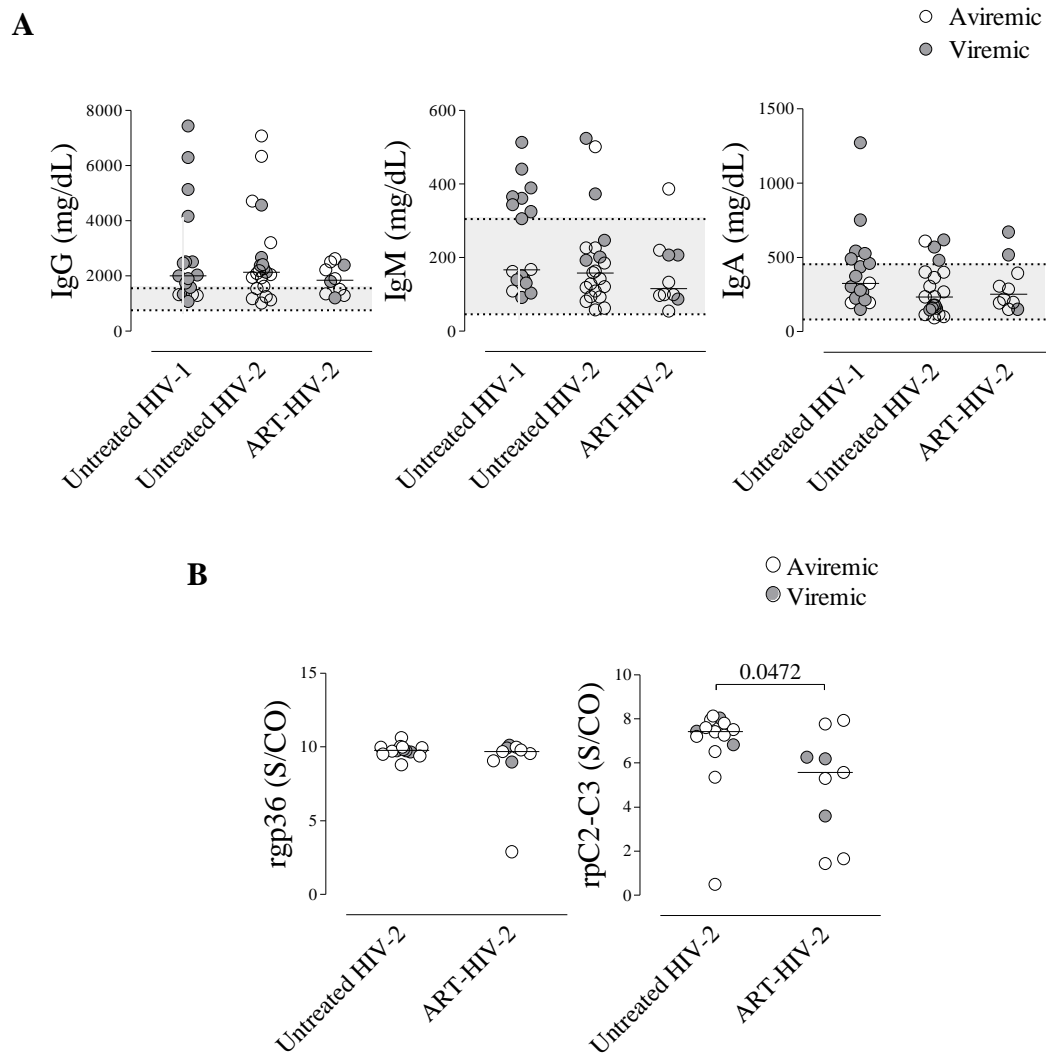 A
Aviremic
Viremic
IgG (mg/dL)
8000
6000
4000
2000
0
Untreated HIV-1
Untreated HIV-2
ART-HIV-2
IgM (mg/dL)
600
400
200
0
Untreated HIV-1
Untreated HIV-2
ART-HIV-2
IgA (mg/dL)
1500
1000
500
0
Untreated HIV-1
Untreated HIV-2
ART-HIV-2
B
Aviremic
Viremic
rgp36 (S/CO)
15
10
5
0
Untreated HIV-2
ART-HIV-2
rpC2-C3 (S/CO)
10
8
6
4
2
0
0.0472
Untreated HIV-2
ART-HIV-2